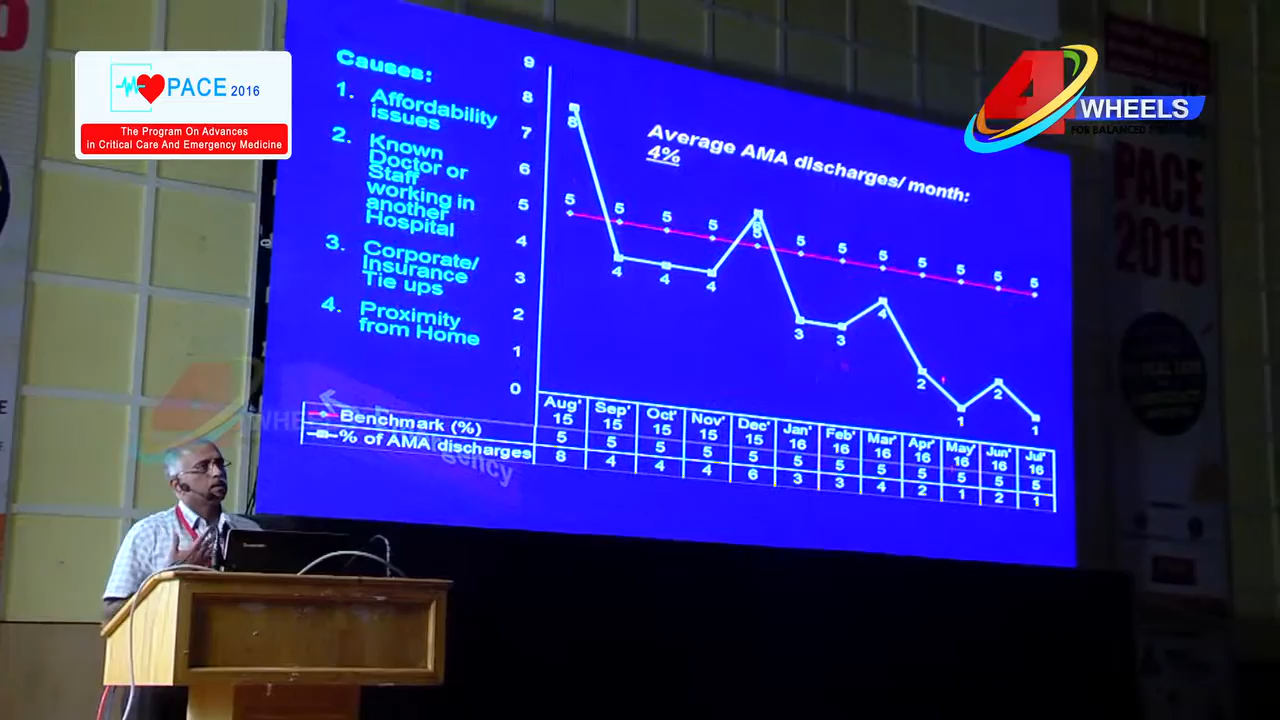 PACE 2016
The Program On Advances
in Critical Care And Emergency Medicine
4
WHEELS
FOR BALANCED
PACE
2016
Causes:
1. Affordability
issues
2. Known
Doctor or
Staff
working in
another
Hospital
3. Corporate/
Insurance
Tie ups
4. Proximity
from Home
Average AMA discharges/ month:
4%
9
8
7
6
5
4
3
2
1
0
8 4 4 4 6 3 3 4 2 1 2 1
5 5 5 5 5 5 5 5 5 5 5 5
Aug' 15 Sep' 15 Oct' 15 Nov' 15 Dec' 15 Jan' 16 Feb' 16 Mar' 16 Apr' 16 May' 16 Jun' 16 Jul' 16
Benchmark (%) 5 5 5 5 5 5 5 5 5 5 5 5
% of AMA discharges 8 4 4 4 6 3 3 4 2 1 2 1